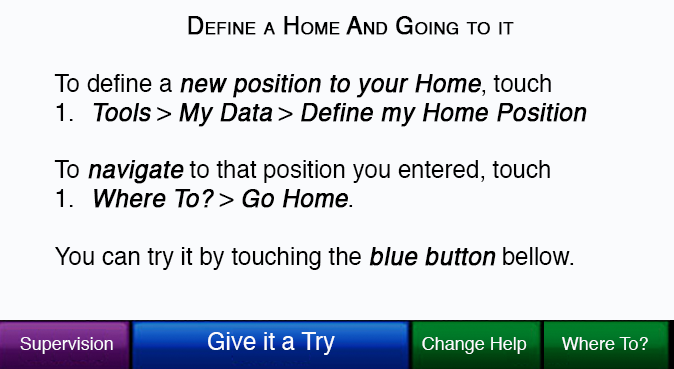 Define a Home And Going to it
To define a new position to your Home, touch
1. Tools > My Data > Define my Home Position
To navigate to that position you entered, touch
1. Where To? > Go Home.
You can try it by touching the blue button bellow.
Supervision Give it a Try Change Help Where To?